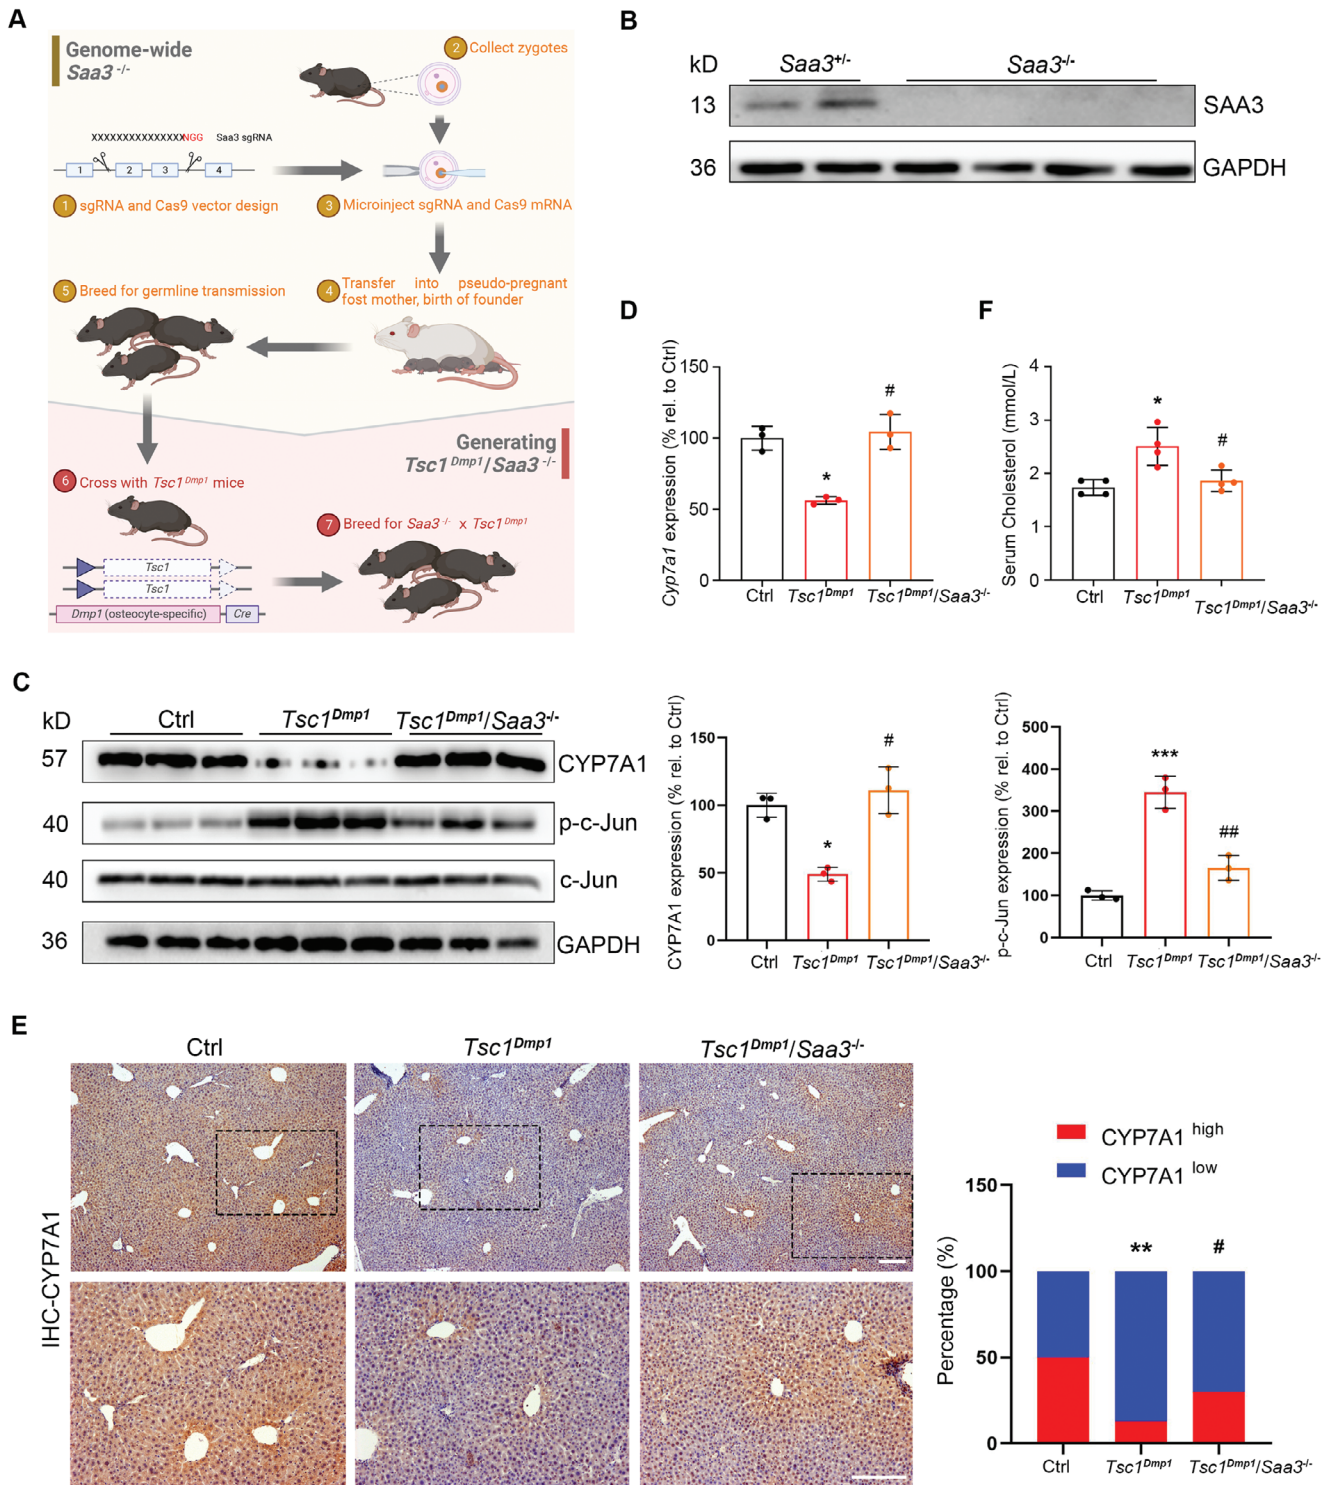 A
Genome-wide
Saa3 -/-
2 Collect zygotes
XXXXXXXXXXXXXXXNGG Saa3 sgRNA
1 2 3 4
1 sgRNA and Cas9 vector design
3 Microinject sgRNA and Cas9 mRNA
5 Breed for germline transmission
4 Transfer into pseudo-pregnant
fost mother, birth of founder
Generating
Tsc1 Dmp1/Saa3 -/-
6 Cross with Tsc1 Dmp1 mice
7 Breed for Saa3 -/- x Tsc1 Dmp1
Tsc1
Tsc1
Dmp1 (osteocyte-specific) Cre
B
kD Saa3+/- Saa3-/-
13 SAA3
36 GAPDH
D
Cyp7a1 expression (% rel. to Ctrl)
150
100
50
0
* #
Ctrl Tsc1Dmp1 Tsc1Dmp1/Saa3-/-
F
Serum Cholesterol (mmol/L)
4
3
2
1
0
* #
Ctrl Tsc1Dmp1 Tsc1Dmp1/Saa3-/-
C
kD Ctrl Tsc1Dmp1 Tsc1Dmp1/Saa3-/-
57 CYP7A1
40 p-c-Jun
40 c-Jun
36 GAPDH
CYP7A1 expression (% rel. to Ctrl)
150
100
50
0
* #
Ctrl Tsc1Dmp1 Tsc1Dmp1/Saa3-/-
p-c-Jun expression (% rel. to Ctrl)
500
400
300
200
100
0
*** ##
Ctrl Tsc1Dmp1 Tsc1Dmp1/Saa3-/-
E
Ctrl Tsc1Dmp1 Tsc1Dmp1/Saa3-/-
IHC-CYP7A1
CYP7A1 high
CYP7A1 low
Percentage (%)
150
100
50
0
** #
Ctrl Tsc1Dmp1 Tsc1Dmp1/Saa3-/-